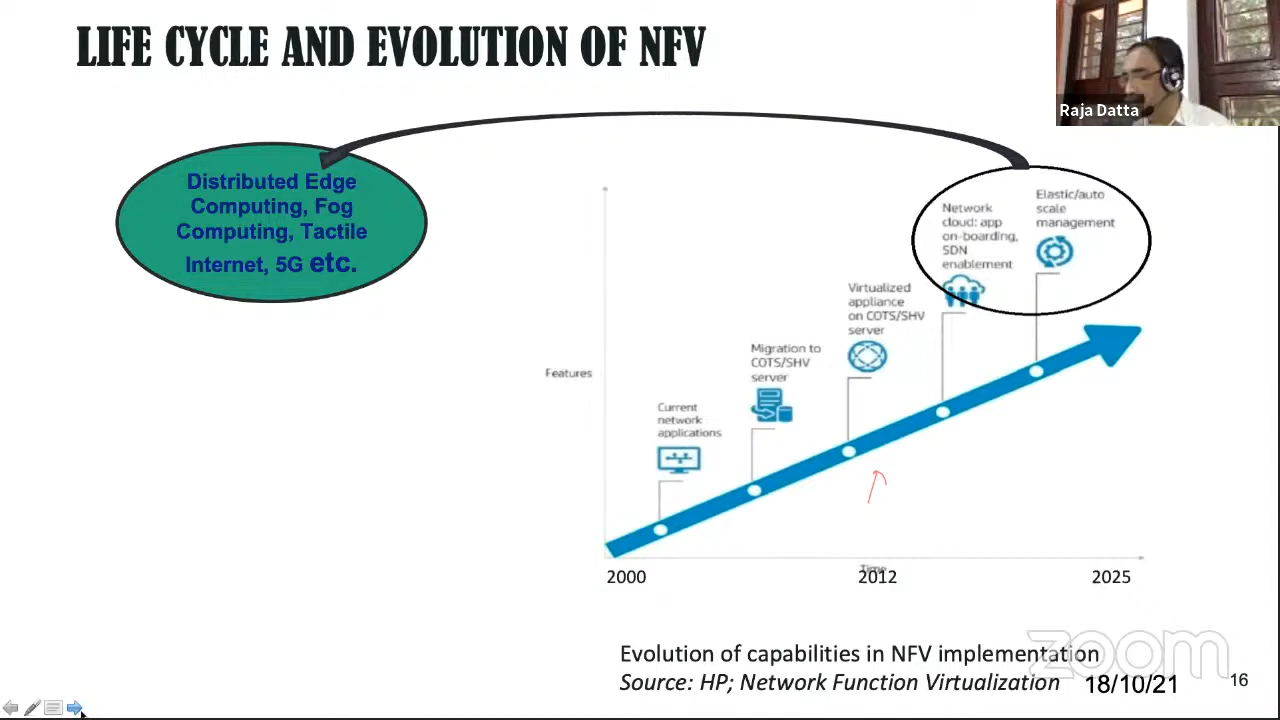 LIFE CYCLE AND EVOLUTION OF NFV
Raja Datta
Distributed Edge
Computing, Fog
Computing, Tactile
Internet, 5G etc.
Elastic/auto
scale
management
Network
cloud: app
on-boarding,
SDN
enablement
Virtualized
appliance
on COTS/SHV
server
Migration to
COTS/SHV
server
Features
Current
network
applications
Time
2000
2012
2025
Evolution of capabilities in NFV implementation
zoom
Source: HP; Network Function Virtualization
18/10/21
16